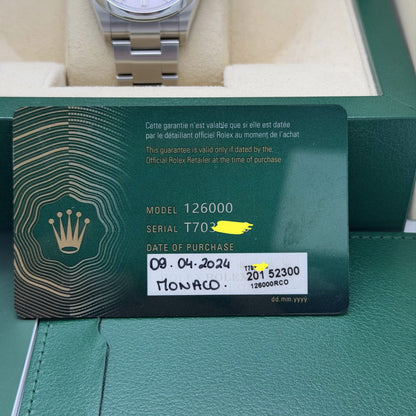 Cette garantie n'est valable que si elle est datée
par le détaillant officiel Rolex au moment de l'achat
This guarantee is valid only if dated by the
Official Rolex Retailer at the time of purchase
MODEL 126000
SERIAL T703
DATE OF PURCHASE
09.04.2024
MONACO.
T70
201 52300
126000RCO
dd.mm.yyyy